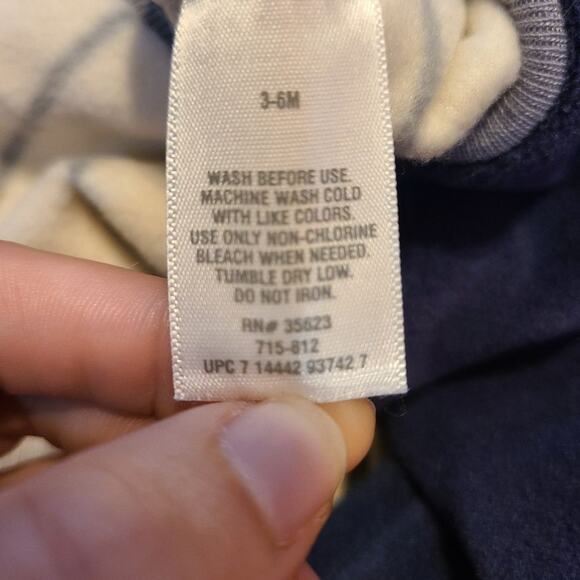 3-6M
WASH BEFORE USE.
MACHINE WASH COLD
WITH LIKE COLORS.
USE ONLY NON-CHLORINE
BLEACH WHEN NEEDED.
TUMBLE DRY LOW.
DO NOT IRON.
RN# 35623
715-812
UPC 7 14442 93742 7